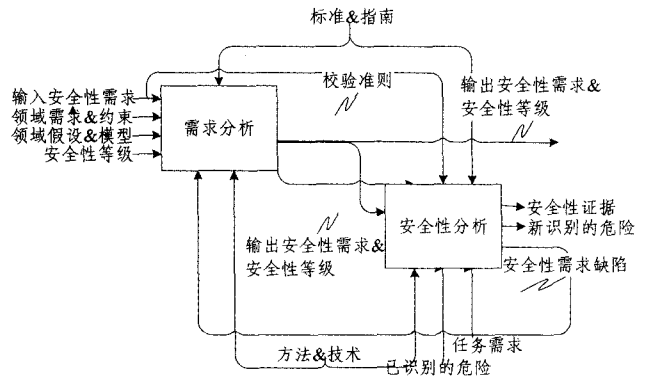 标准&指南
输入安全性需求
领域需求&约束
领域假设&模型
安全性等级
需求分析
校验准则
输出安全性需求&
安全性等级
输出安全性需求&
安全性等级
安全性分析
安全性证据
新识别的危险
安全性需求缺陷
方法&技术
任务需求
已识别的危险